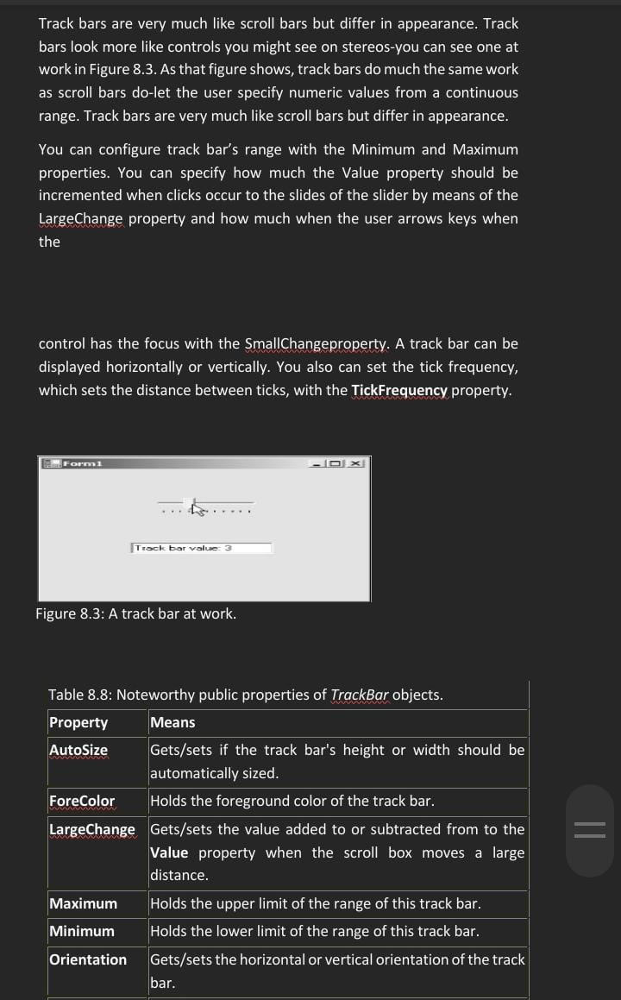 Track bars are very much like scroll bars but differ in appearance. Track
bars look more like controls you might see on stereos-you can see one at
work in Figure 8.3. As that figure shows, track bars do much the same work
as scroll bars do-let the user specify numeric values from a continuous
range. Track bars are very much like scroll bars but differ in appearance.
You can configure track bar’s range with the Minimum and Maximum
properties. You can specify how much the Value property should be
incremented when clicks occur to the slides of the slider by means of the
LargeChange property and how much when the user arrows keys when
the
control has the focus with the SmallChangeproperty. A track bar can be
displayed horizontally or vertically. You also can set the tick frequency,
which sets the distance between ticks, with the TickFrequency property.
Form1
Track bar value: 3
Figure 8.3: A track bar at work.
Table 8.8: Noteworthy public properties of TrackBar objects.
Property Means
AutoSize Gets/sets if the track bar's height or width should be
automatically sized.
ForeColor Holds the foreground color of the track bar.
LargeChange Gets/sets the value added to or subtracted from to the
Value property when the scroll box moves a large
distance.
Maximum Holds the upper limit of the range of this track bar.
Minimum Holds the lower limit of the range of this track bar.
Orientation Gets/sets the horizontal or vertical orientation of the track
bar.